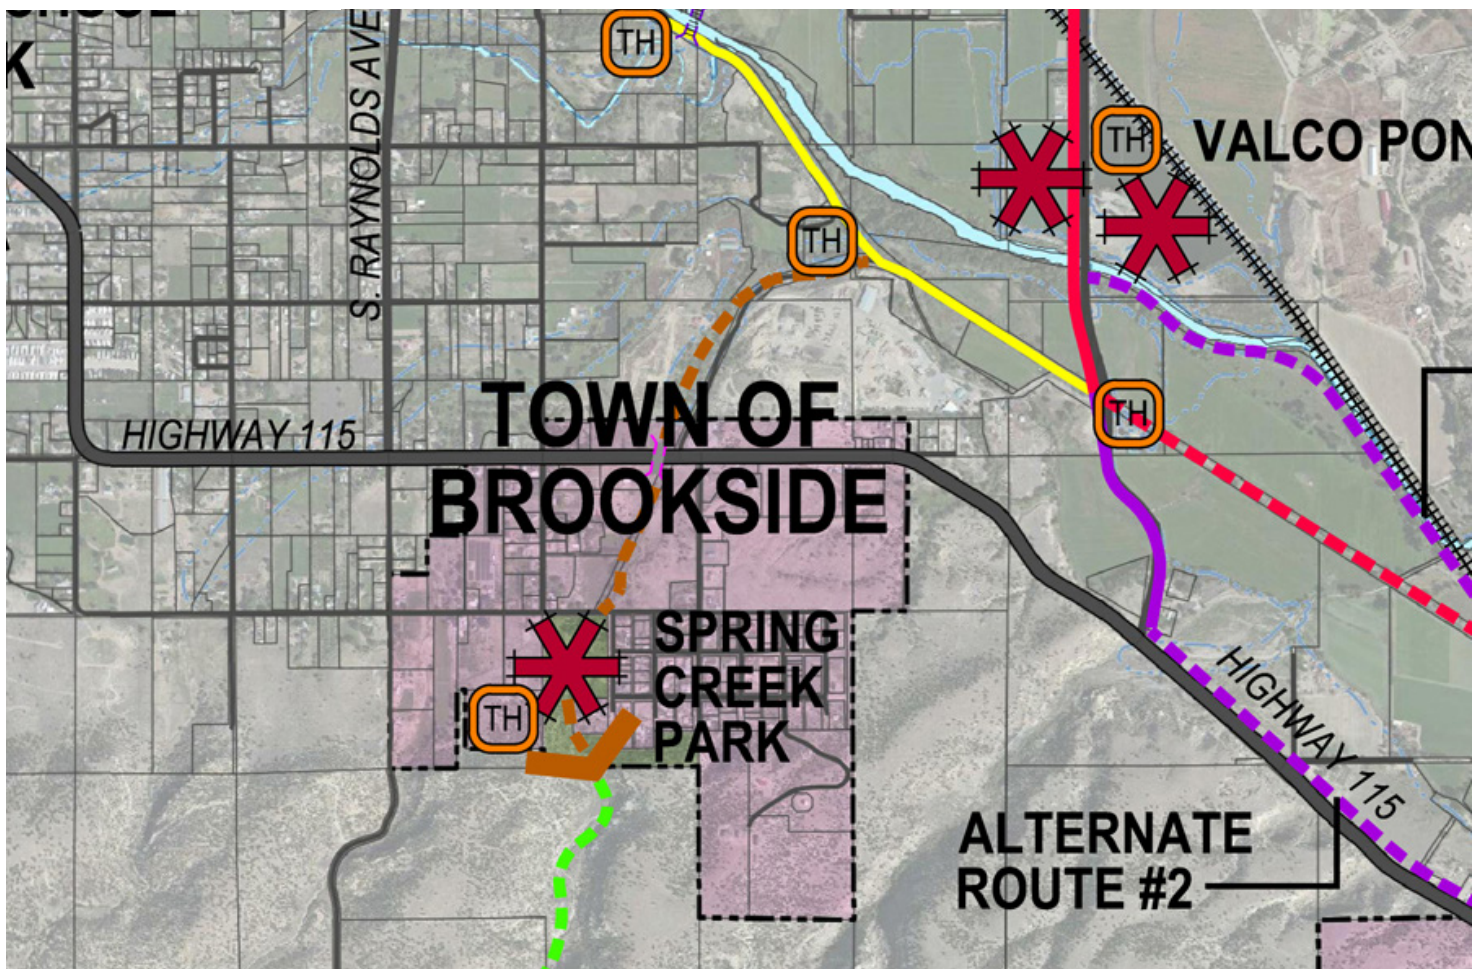 K
S. RAYNOLDS AVE
TH
TH
TH
VALCO PON
TH
HIGHWAY 115
TOWN OF
BROOKSIDE
SPRING
CREEK
PARK
TH
HIGHWAY 115
ALTERNATE
ROUTE #2